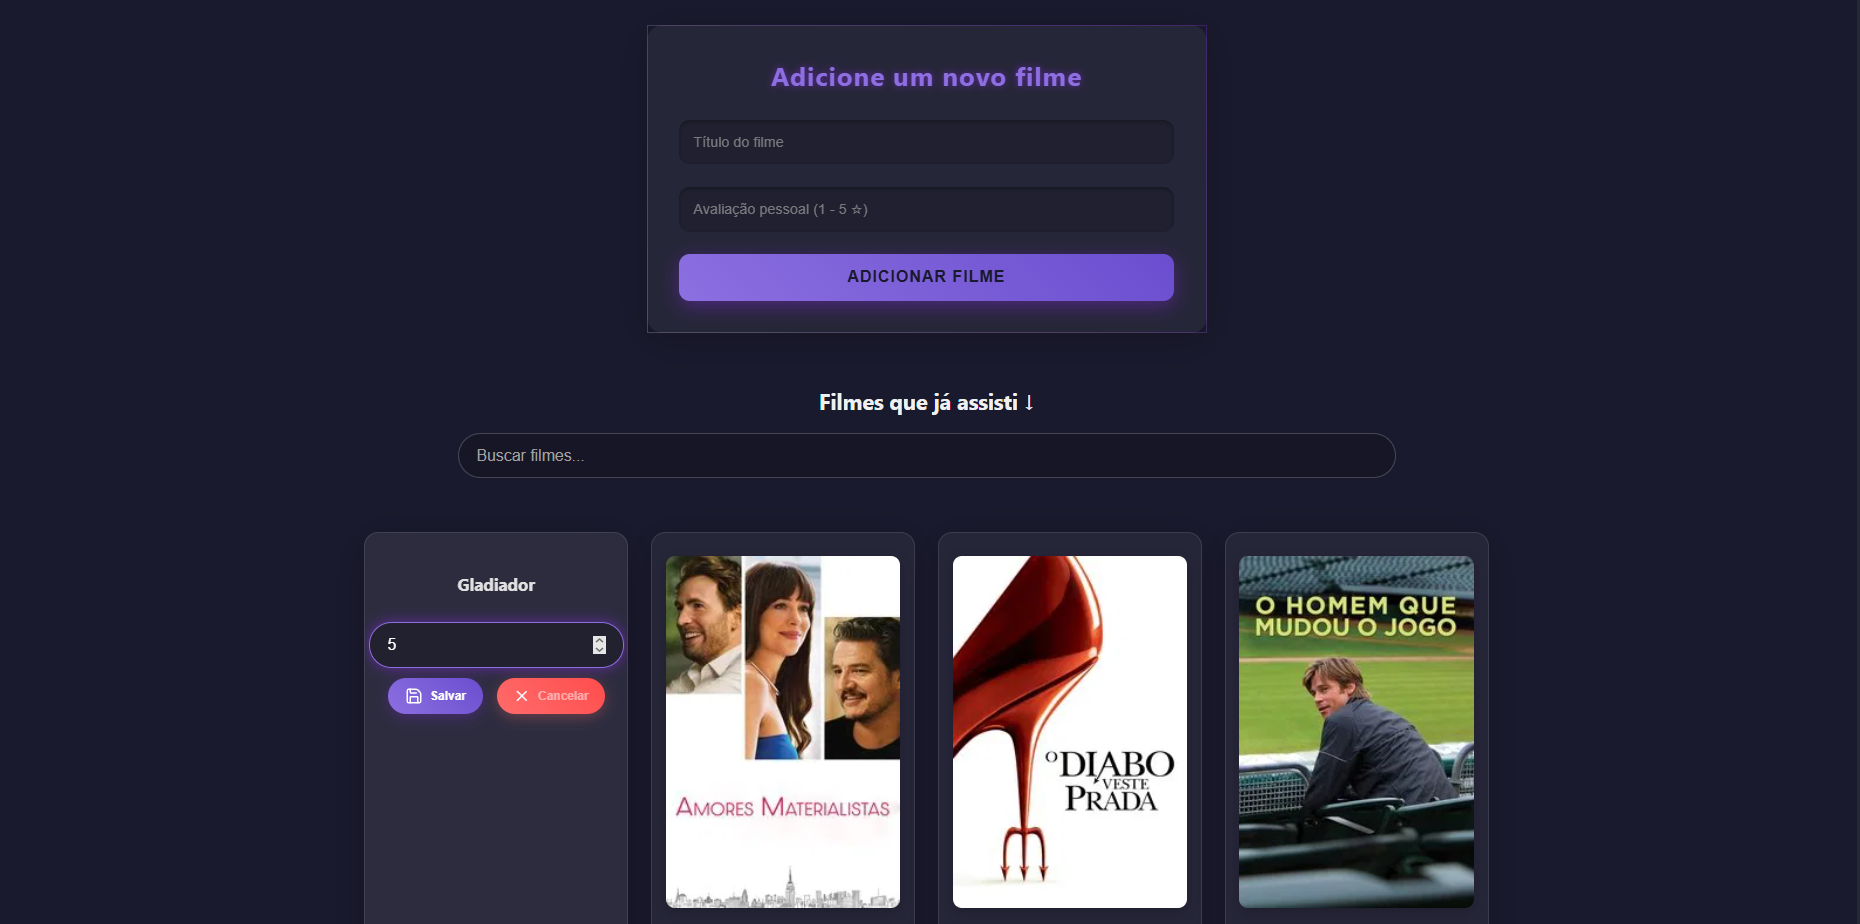 Adicione um novo filme
Título do filme
Avaliação pessoal (1 - 5 ☆)
ADICIONAR FILME
Filmes que já assisti ↓
Buscar filmes...
Gladiador
5
Salvar
Cancelar
AMORES MATERIALISTAS
O DIABO
VESTE
PRADA
O HOMEM QUE
MUDOU O JOGO